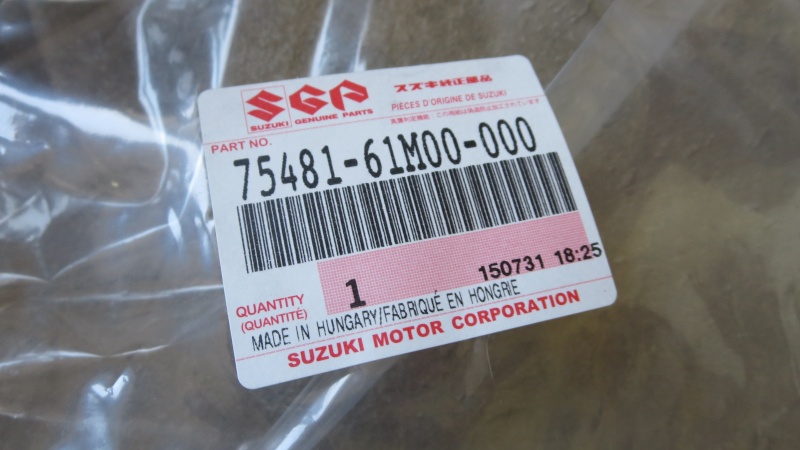 SGP スズキ純正部品
SUZUKI GENUINE PARTS PIÈCES D'ORIGINE DE SUZUKI
PART NO.
75481-61M00-000
150731 18:25
QUANTITY 1
(QUANTITÉ)
MADE IN HUNGARY/FABRIQUÉ EN HONGRIE
SUZUKI MOTOR CORPORATION